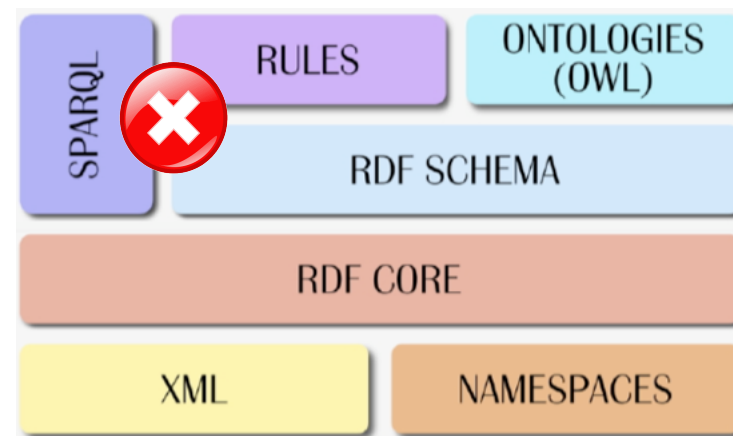 SPARQL
RULES
ONTOLOGIES
(OWL)
RDF SCHEMA
RDF CORE
XML
NAMESPACES